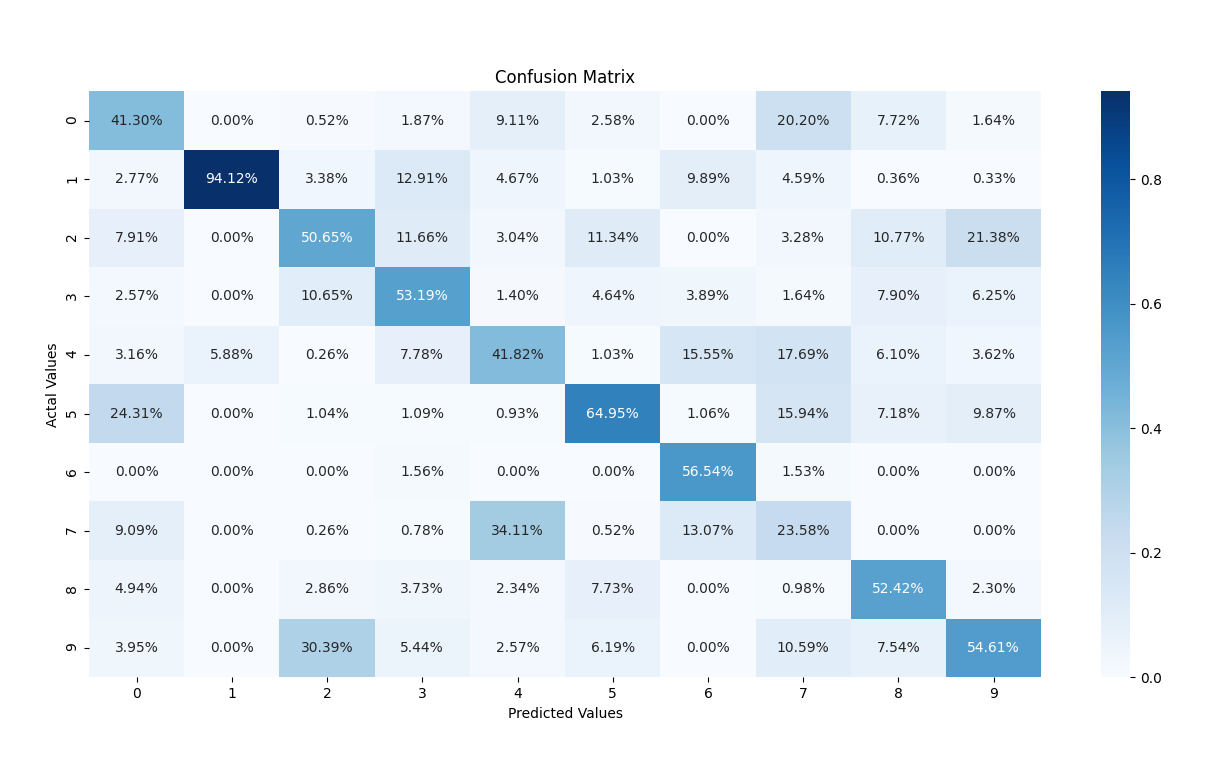 Confusion Matrix
0 41.30% 0.00% 0.52% 1.87% 9.11% 2.58% 0.00% 20.20% 7.72% 1.64%
1 2.77% 94.12% 3.38% 12.91% 4.67% 1.03% 9.89% 4.59% 0.36% 0.33%
2 7.91% 0.00% 50.65% 11.66% 3.04% 11.34% 0.00% 3.28% 10.77% 21.38%
3 2.57% 0.00% 10.65% 53.19% 1.40% 4.64% 3.89% 1.64% 7.90% 6.25%
4 3.16% 5.88% 0.26% 7.78% 41.82% 1.03% 15.55% 17.69% 6.10% 3.62%
5 24.31% 0.00% 1.04% 1.09% 0.93% 64.95% 1.06% 15.94% 7.18% 9.87%
6 0.00% 0.00% 0.00% 1.56% 0.00% 0.00% 56.54% 1.53% 0.00% 0.00%
7 9.09% 0.00% 0.26% 0.78% 34.11% 0.52% 13.07% 23.58% 0.00% 0.00%
8 4.94% 0.00% 2.86% 3.73% 2.34% 7.73% 0.00% 0.98% 52.42% 2.30%
9 3.95% 0.00% 30.39% 5.44% 2.57% 6.19% 0.00% 10.59% 7.54% 54.61%
0 1 2 3 4 5 6 7 8 9
Predicted Values
Actal Values
0.8
0.6
0.4
0.2
0.0